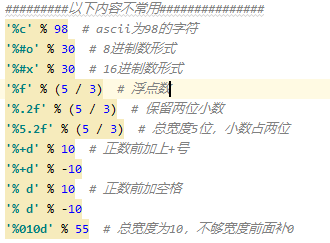 #########以下内容不常用##############
'%c' % 98 # ascii为98的字符
'%#o' % 30 # 8进制数形式
'%#x' % 30 # 16进制数形式
'%f' % (5 / 3) # 浮点数
'%.2f' % (5 / 3) # 保留两位小数
'%5.2f' % (5 / 3) # 总宽度5位，小数占两位
'%+d' % 10 # 正数前加上+号
'%+d' % -10
'% d' % 10 # 正数前加空格
'% d' % -10
'%010d' % 55 # 总宽度为10，不够宽度前面补0